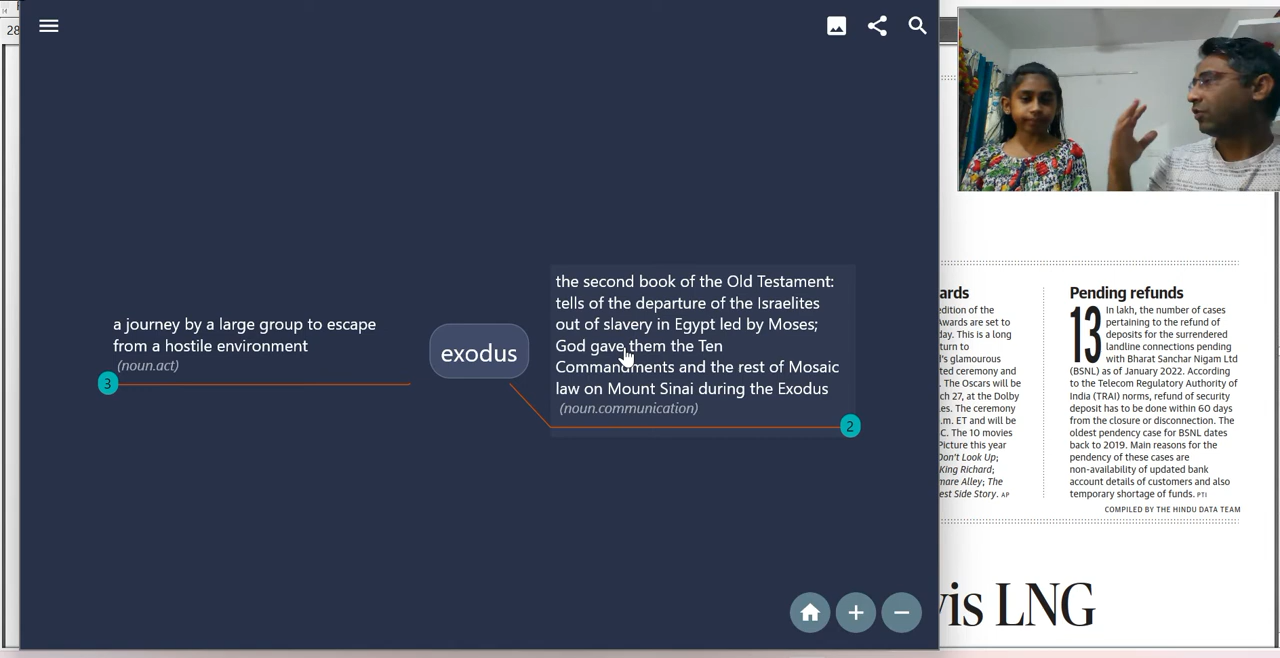 28
a journey by a large group to escape
from a hostile environment
(noun.act)
3
exodus
the second book of the Old Testament:
tells of the departure of the Israelites
out of slavery in Egypt led by Moses;
God gave them the Ten
Commandments and the rest of Mosaic
law on Mount Sinai during the Exodus
(noun.communication)
2
ards
edition of the
Awards are set to
day. This is a long
turn to
d's glamourous
ted ceremony and
. The Oscars will be
ch 27, at the Dolby
les. The ceremony
.m. ET and will be
C. The 10 movies
Picture this year
Don't Look Up;
King Richard;
mare Alley; The
est Side Story. AP
Pending refunds
13 In lakh, the number of cases
pertaining to the refund of
deposits for the surrendered
landline connections pending
with Bharat Sanchar Nigam Ltd
(BSNL) as of January 2022. According
to the Telecom Regulatory Authority of
India (TRAI) norms, refund of security
deposit has to be done within 60 days
from the closure or disconnection. The
oldest pendency case for BSNL dates
back to 2019. Main reasons for the
pendency of these cases are
non-availability of updated bank
account details of customers and also
temporary shortage of funds. PTI
COMPILED BY THE HINDU DATA TEAM
vis LNG